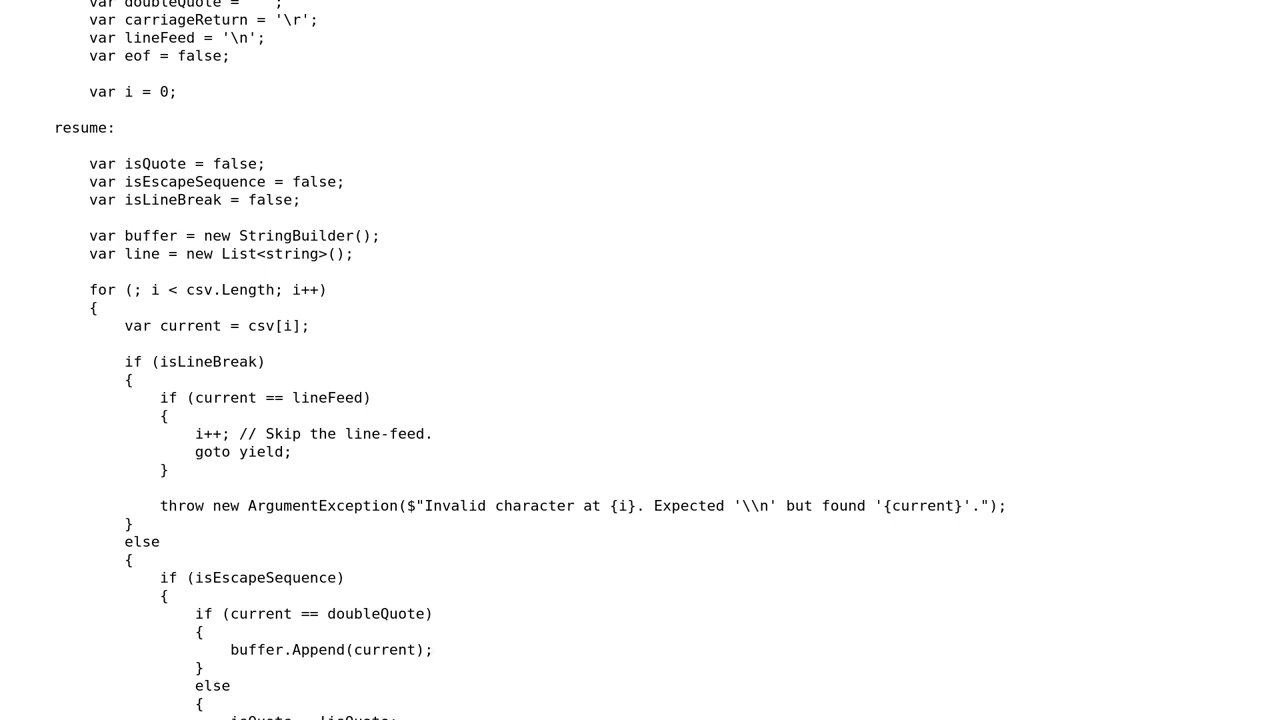 var doubleQuote =
var carriageReturn = '\r';
var lineFeed = '\n';
var eof = false;
var i = 0;
resume:
var isQuote = false;
var isEscapeSequence = false;
var isLineBreak = false;
var buffer = new StringBuilder();
var line = new List<string>();
for (; i < csv.Length; i++)
{
var current = csv[i];
if (isLineBreak)
{
if (current == lineFeed)
{
i++; // Skip the line-feed.
goto yield;
}
throw new ArgumentException($"Invalid character at {i}. Expected '\\n' but found '{current}'.");
}
else
{
if (isEscapeSequence)
{
if (current == doubleQuote)
{
buffer.Append(current);
}
else
{